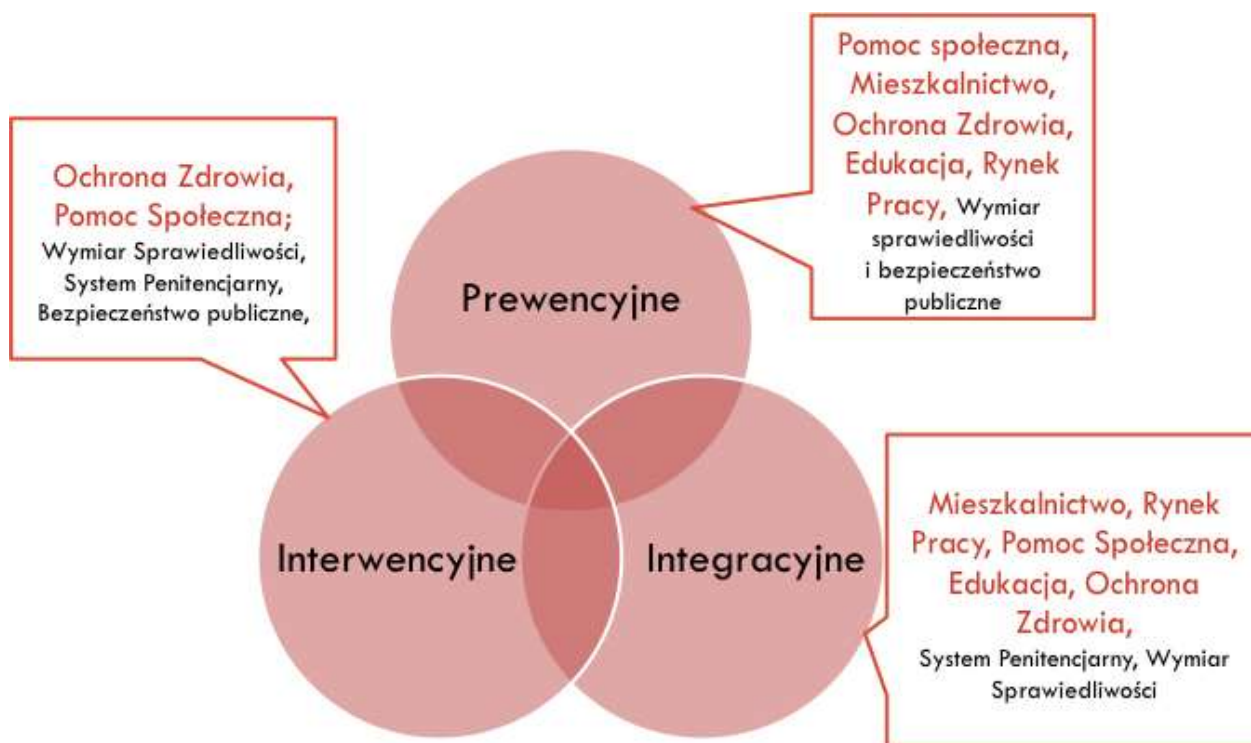 Pomoc społeczna,
Mieszkalnictwo,
Ochrona Zdrowia,
Edukacja, Rynek
Pracy, Wymiar
sprawiedliwości
i bezpieczeństwo
publiczne
Ochrona Zdrowia,
Pomoc Społeczna;
Wymiar Sprawiedliwości,
System Penitencjarny,
Bezpieczeństwo publiczne,
Prewencyjne
Interwencyjne
Integracyjne
Mieszkalnictwo, Rynek
Pracy, Pomoc Społeczna,
Edukacja, Ochrona
Zdrowia,
System Penitencjarny, Wymiar
Sprawiedliwości